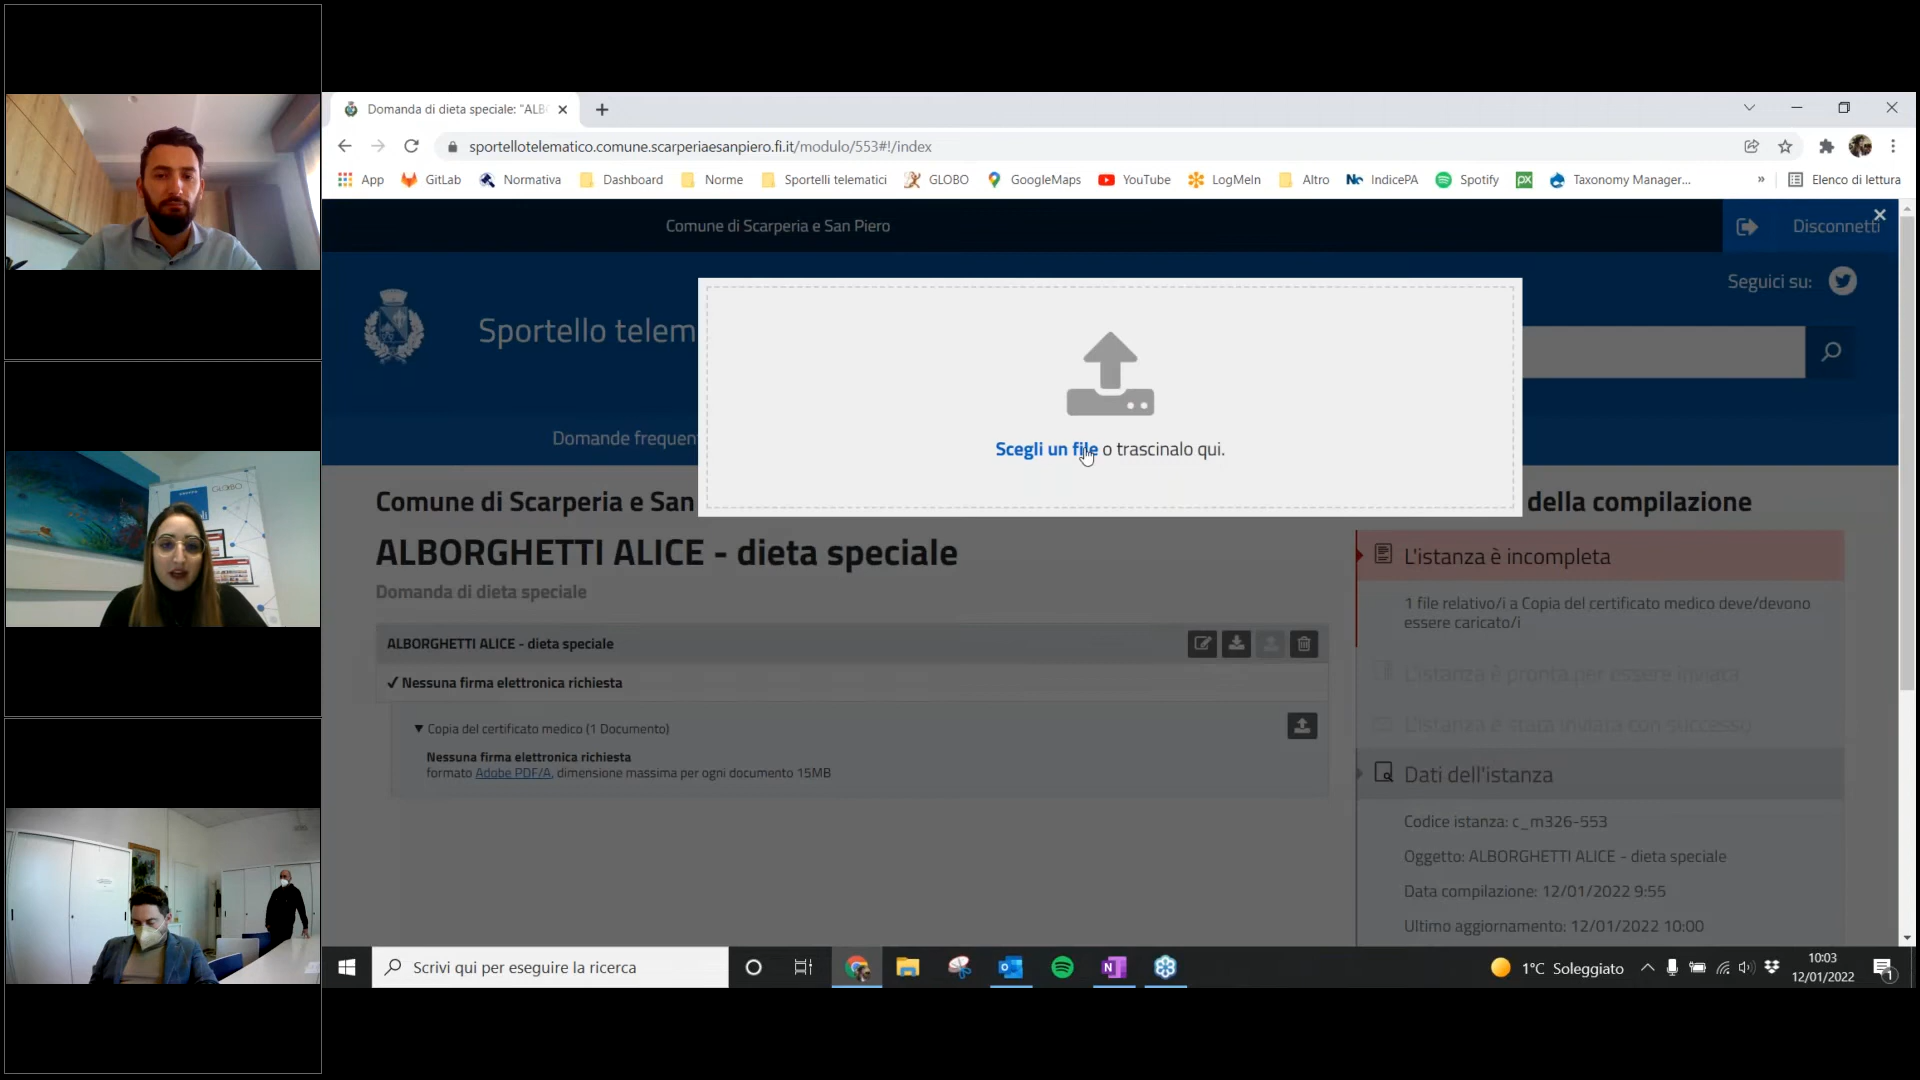 Domanda di dieta speciale: "ALB
sportellotelematico.comune.scarperiaesanpiero.fi.it/modulo/553#!/index
App GitLab Normativa Dashboard Norme Sportelli telematici GLOBO GoogleMaps YouTube LogMeIn Altro IndicePA Spotify Taxonomy Manager... » Elenco di lettura
Comune di Scarperia e San Piero
Disconnetti
Seguici su:
Sportello telem
Scegli un file o trascinalo qui.
Domande frequen
Comune di Scarperia e San
della compilazione
ALBORGHETTI ALICE - dieta speciale
Domanda di dieta speciale
L'istanza è incompleta
1 file relativo/i a Copia del certificato medico deve/devono
essere caricato/i
ALBORGHETTI ALICE - dieta speciale
Nessuna firma elettronica richiesta
L'istanza è pronta per essere inviata
L'istanza è stata inviata con successo
Copia del certificato medico (1 Documento)
Nessuna firma elettronica richiesta
formato Adobe PDF/A, dimensione massima per ogni documento 15MB
Dati dell'istanza
Codice istanza: c_m326-553
Oggetto: ALBORGHETTI ALICE - dieta speciale
Data compilazione: 12/01/2022 9:55
Ultimo aggiornamento: 12/01/2022 10:00
Scrivi qui per eseguire la ricerca
1°C Soleggiato
10:03
12/01/2022
1